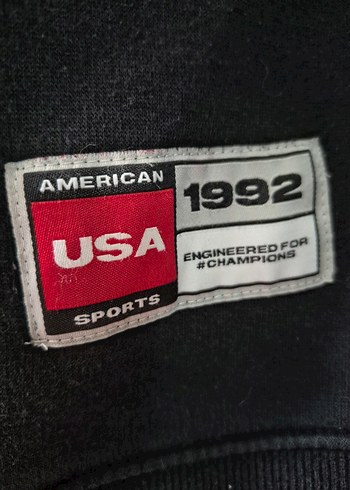 AMERICAN
USA
SPORTS
1992
ENGINEERED FOR
#CHAMPIONS